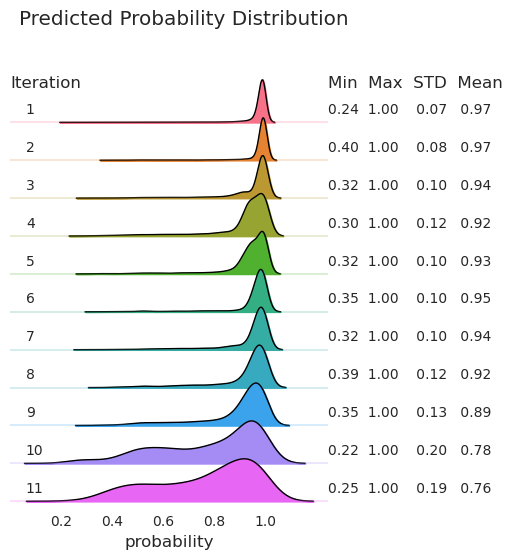 Predicted Probability Distribution
Iteration Min Max STD Mean
1 0.24 1.00 0.07 0.97
2 0.40 1.00 0.08 0.97
3 0.32 1.00 0.10 0.94
4 0.30 1.00 0.12 0.92
5 0.32 1.00 0.10 0.93
6 0.35 1.00 0.10 0.95
7 0.32 1.00 0.10 0.94
8 0.39 1.00 0.12 0.92
9 0.35 1.00 0.13 0.89
10 0.22 1.00 0.20 0.78
11 0.25 1.00 0.19 0.76
0.2 0.4 0.6 0.8 1.0
probability